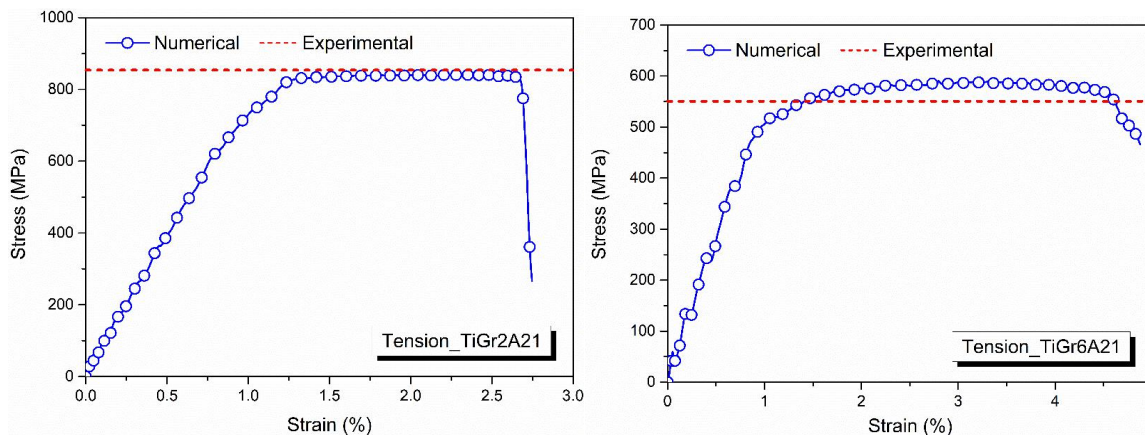 1000
800
600
400
200
0
Stress (MPa)
Numerical
Experimental
Tension_TiGr2A21
0.0 0.5 1.0 1.5 2.0 2.5 3.0
Strain (%)
700
600
500
400
300
200
100
0
Stress (MPa)
Numerical
Experimental
Tension_TiGr6A21
0 1 2 3 4
Strain (%)